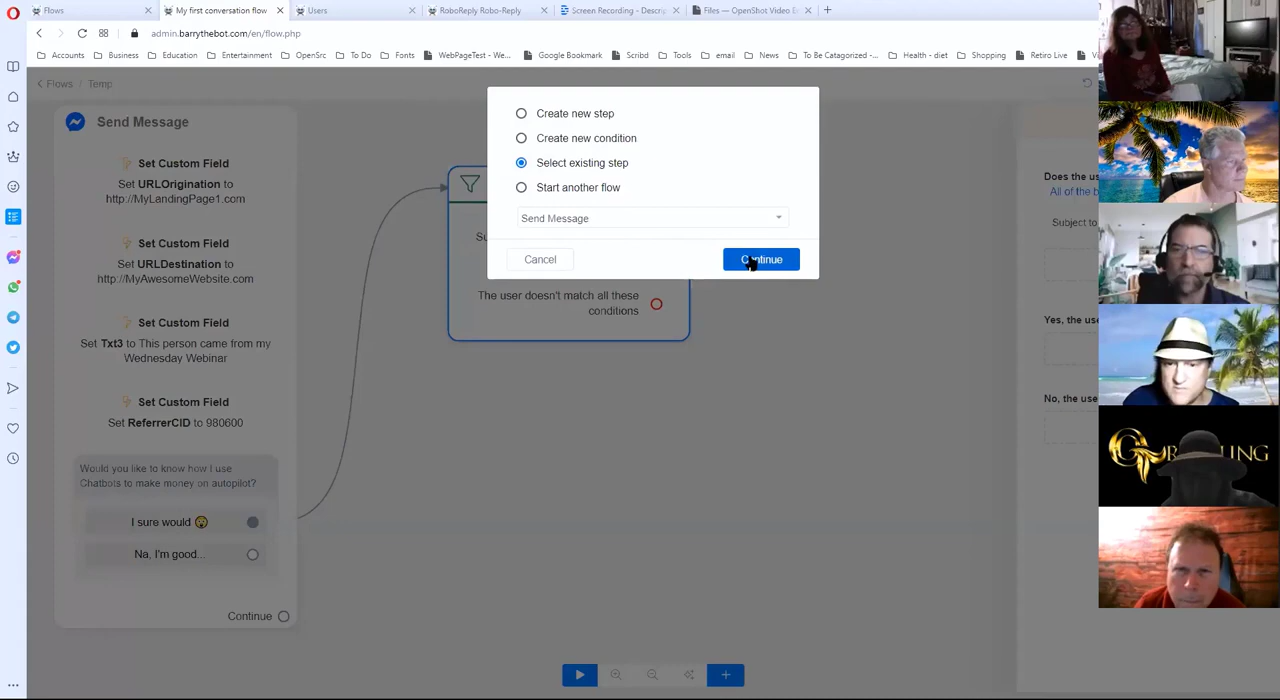 Flows
My first conversation flow
Users
RoboReply Robo-Reply
Screen Recording - Descrip
Files — OpenShot Video E
admin.barrythebot.com/en/flow.php
Accounts
Business
Education
Entertainment
OpenSrc
To Do
Fonts
WebPageTest - We...
Google Bookmark
Scribd
Tools
email
News
To Be Catagorized -...
Health - diet
Shopping
Retiro Live
Flows / Temp
Send Message
Set Custom Field
Set URLOrigination to
http://MyLandingPage1.com
Set Custom Field
Set URLDestination to
http://MyAwesomeWebsite.com
Set Custom Field
Set Txt3 to This person came from my
Wednesday Webinar
Set Custom Field
Set ReferrerCID to 980600
Would you like to know how I use
Chatbots to make money on autopilot?
I sure would 😮
Na, I'm good...
Continue
Su
The user doesn't match all these
conditions
Create new step
Create new condition
Select existing step
Start another flow
Send Message
Cancel
Continue
Does the us
All of the b
Subject to
Yes, the use
No, the use